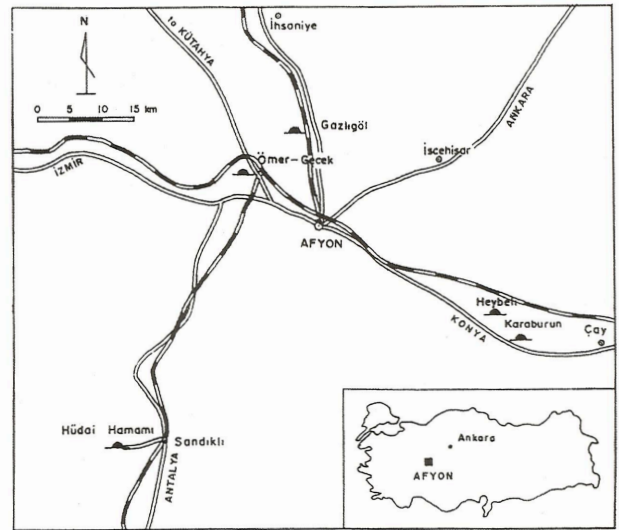 İhsaniye
to KÜTAHYA
N
0 5 10 15 km
ANKARA
Gazlıgöl
İscehisar
Ömer-Gecek
İZMİR
AFYON
Heybeli
Karaburun
Çay
KONYA
Hüdai Hamamı
Sandıklı
ANTALYA
Ankara
AFYON